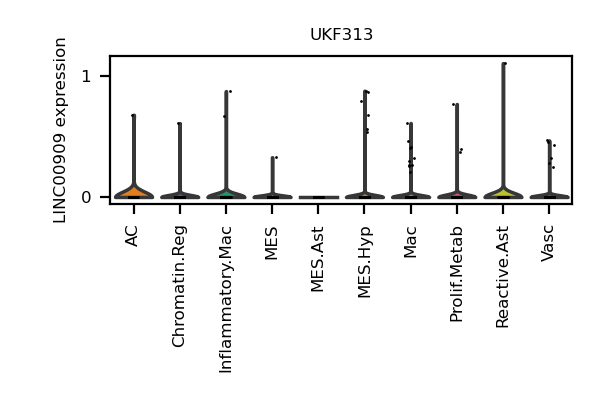 UKF313
LINC00909 expression
1
0
AC
Chromatin.Reg
Inflammatory.Mac
MES
MES.Ast
MES.Hyp
Mac
Prolif.Metab
Reactive.Ast
Vasc